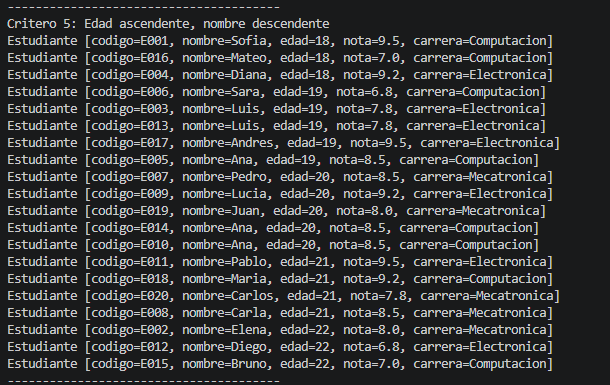 ----------------------------------------
Critero 5: Edad ascendente, nombre descendente
Estudiante [codigo=E001, nombre=Sofia, edad=18, nota=9.5, carrera=Computacion]
Estudiante [codigo=E016, nombre=Mateo, edad=18, nota=7.0, carrera=Computacion]
Estudiante [codigo=E004, nombre=Diana, edad=18, nota=9.2, carrera=Electronica]
Estudiante [codigo=E006, nombre=Sara, edad=19, nota=6.8, carrera=Computacion]
Estudiante [codigo=E003, nombre=Luis, edad=19, nota=7.8, carrera=Electronica]
Estudiante [codigo=E013, nombre=Luis, edad=19, nota=7.8, carrera=Electronica]
Estudiante [codigo=E017, nombre=Andres, edad=19, nota=9.5, carrera=Electronica]
Estudiante [codigo=E005, nombre=Ana, edad=19, nota=8.5, carrera=Computacion]
Estudiante [codigo=E007, nombre=Pedro, edad=20, nota=8.5, carrera=Mecatronica]
Estudiante [codigo=E009, nombre=Lucia, edad=20, nota=9.2, carrera=Electronica]
Estudiante [codigo=E019, nombre=Juan, edad=20, nota=8.0, carrera=Mecatronica]
Estudiante [codigo=E014, nombre=Ana, edad=20, nota=8.5, carrera=Computacion]
Estudiante [codigo=E010, nombre=Ana, edad=20, nota=8.5, carrera=Computacion]
Estudiante [codigo=E011, nombre=Pablo, edad=21, nota=9.5, carrera=Electronica]
Estudiante [codigo=E018, nombre=Maria, edad=21, nota=9.2, carrera=Computacion]
Estudiante [codigo=E020, nombre=Carlos, edad=21, nota=7.8, carrera=Mecatronica]
Estudiante [codigo=E008, nombre=Carla, edad=21, nota=8.5, carrera=Mecatronica]
Estudiante [codigo=E002, nombre=Elena, edad=22, nota=8.0, carrera=Mecatronica]
Estudiante [codigo=E012, nombre=Diego, edad=22, nota=6.8, carrera=Electronica]
Estudiante [codigo=E015, nombre=Bruno, edad=22, nota=7.0, carrera=Computacion]
----------------------------------------